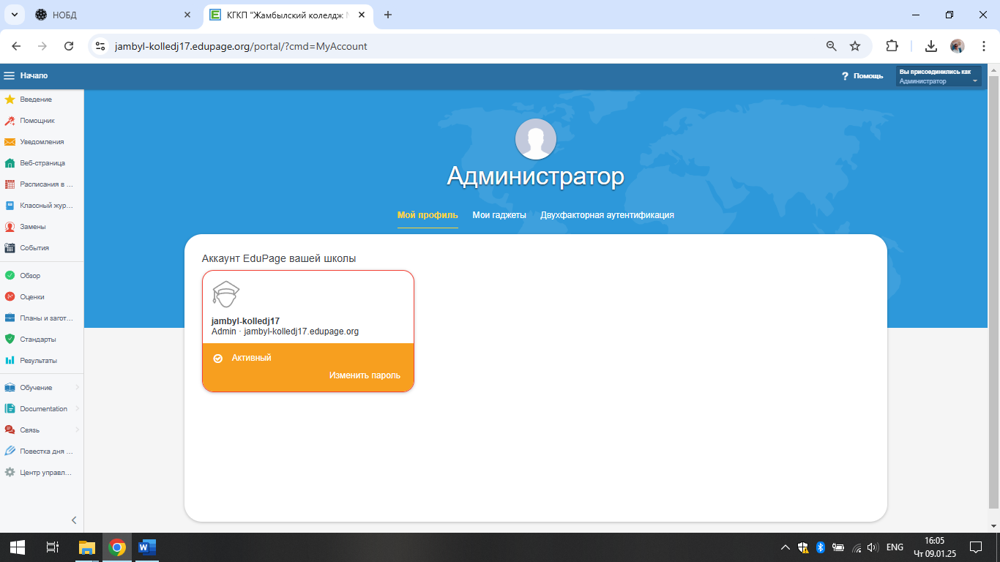 НОБД
КГКП "Жамбылский коледж
jambyl-kolledj17.edupage.org/portal/?cmd=MyAccount
Начало
Помощь
Вы присоединились как
Администратор
Введение
Помощник
Уведомления
Веб-страница
Расписания в ...
Классный жур...
Замены
События
Обзор
Оценки
Планы и загот...
Стандарты
Результаты
Обучение
Documentation
Связь
Повестка дня ...
Центр управл...
Администратор
Мой профиль Мои гаджеты Двухфакторная аутентификация
Аккаунт EduPage вашей школы
jambyl-kolledj17
Admin · jambyl-kolledj17.edupage.org
Активный
Изменить пароль
ENG
16:05
Чт 09.01.25